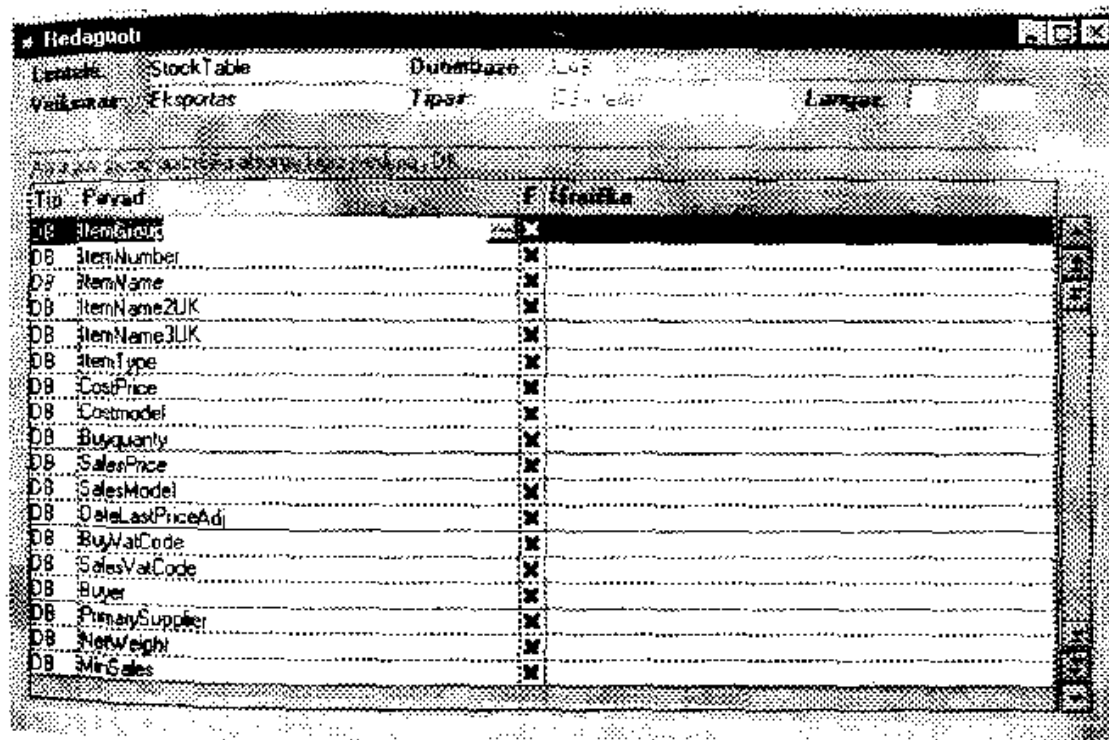 Redaguoti
Lentelė: StockTable Duombazė:
Veiksmas: Eksportas Tipas: Langas:
Tip Pavad F Išraiška
DB ItemGroup
DB ItemNumber
DB ItemName
DB ItemName2UK
DB ItemName3UK
DB ItemType
DB CostPrice
DB Costmodel
DB Buyquanty
DB SalesPrice
DB SalesModel
DB DateLastPriceAdj
DB BuyVatCode
DB SalesVatCode
DB Buyer
DB PrimarySupplier
DB NetWeight
DB MinSales